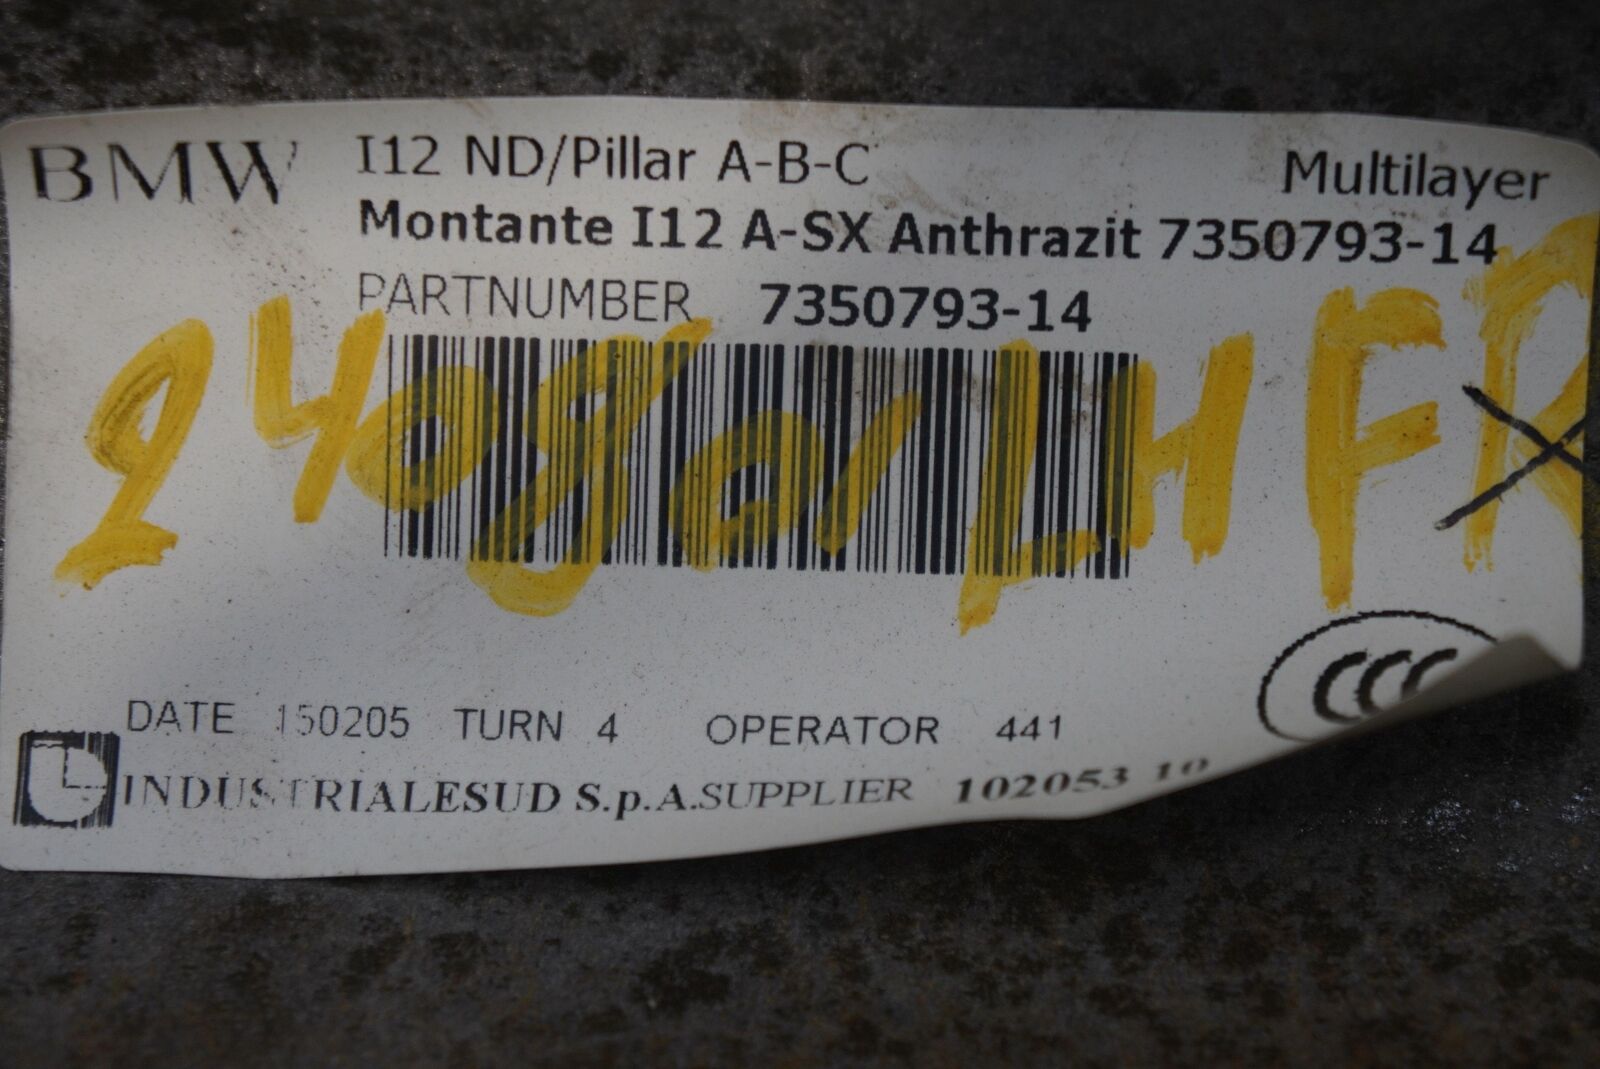 BMW I12 ND/Pillar A-B-C Multilayer
Montante I12 A-SX Anthrazit 7350793-14
PARTNUMBER 7350793-14
240801 LH FR
DATE 150205 TURN 4 OPERATOR 441
CCC
INDUSTRIALESUD S.p.A. SUPPLIER 102053 10